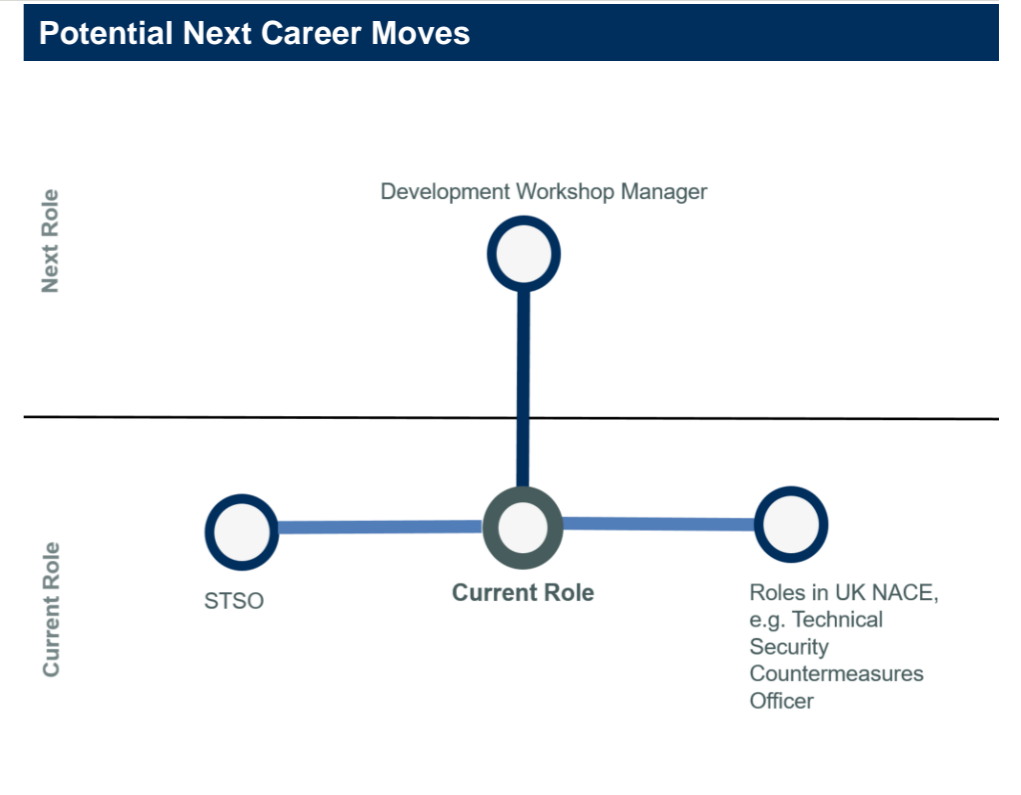 Potential Next Career Moves
Next Role
Development Workshop Manager
Current Role
STSO
Current Role
Roles in UK NACE,
e.g. Technical
Security
Countermeasures
Officer